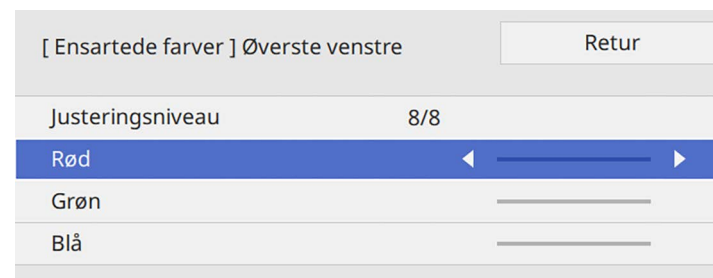 [ Ensartede farver ] Øverste venstre
Retur
Justeringsniveau 8/8
Rød
Grøn
Blå